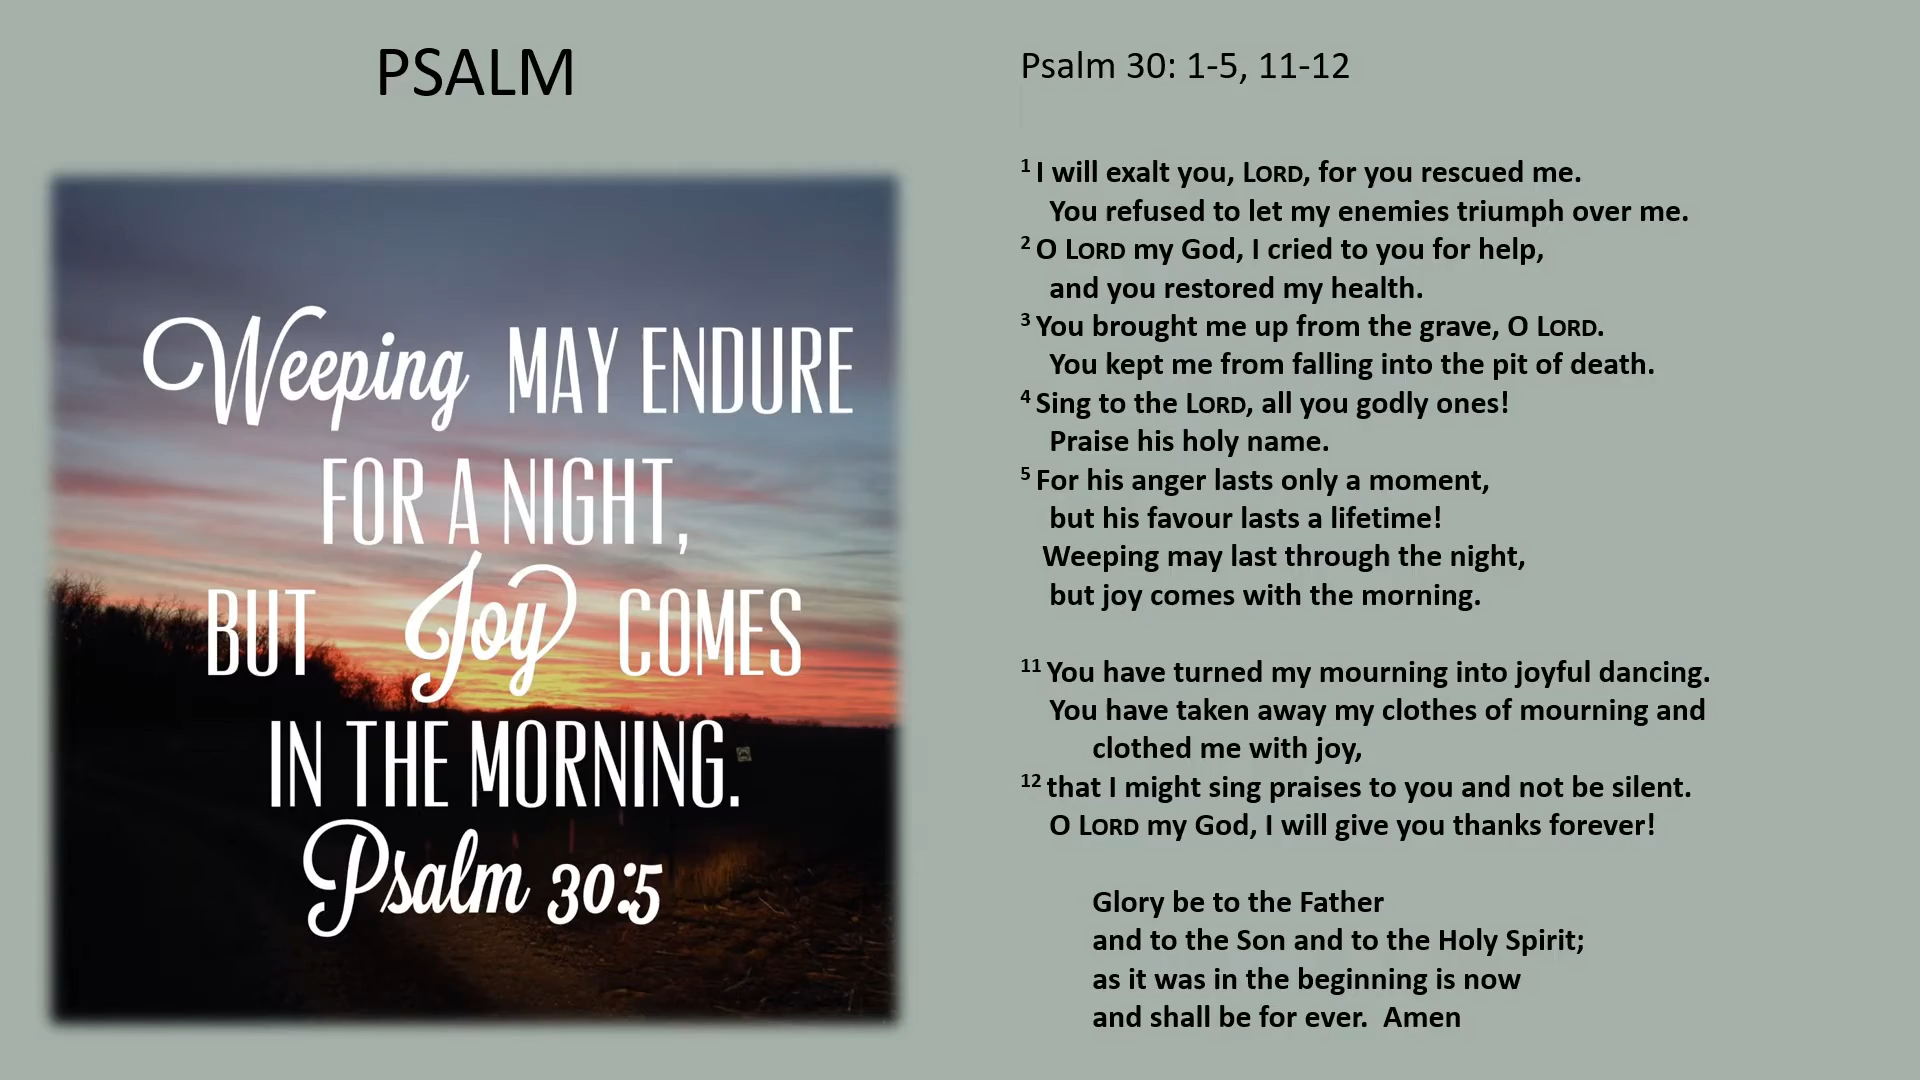 PSALM
Weeping MAY ENDURE
FOR A NIGHT,
BUT Joy COMES
IN THE MORNING.
Psalm 30:5
Psalm 30: 1-5, 11-12
1 I will exalt you, LORD, for you rescued me.
You refused to let my enemies triumph over me.
2 O LORD my God, I cried to you for help,
and you restored my health.
3 You brought me up from the grave, O LORD.
You kept me from falling into the pit of death.
4 Sing to the LORD, all you godly ones!
Praise his holy name.
5 For his anger lasts only a moment,
but his favour lasts a lifetime!
Weeping may last through the night,
but joy comes with the morning.
11 You have turned my mourning into joyful dancing.
You have taken away my clothes of mourning and
clothed me with joy,
12 that I might sing praises to you and not be silent.
O LORD my God, I will give you thanks forever!
Glory be to the Father
and to the Son and to the Holy Spirit;
as it was in the beginning is now
and shall be for ever. Amen